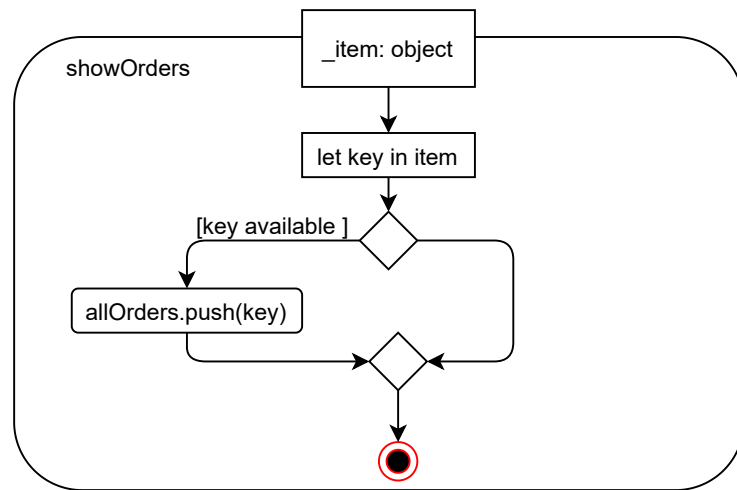 _item: object
showOrders
let key in item
[key available ]
allOrders.push(key)